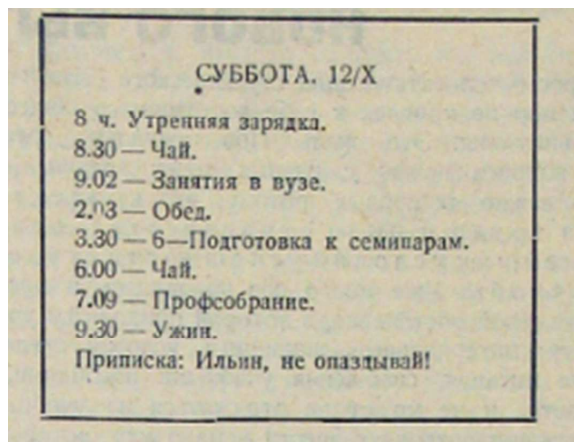 СУББОТА. 12/X
8 ч. Утренняя зарядка.
8.30 — Чай.
9.02 — Занятия в вузе.
2.03 — Обед.
3.30 — 6—Подготовка к семинарам.
6.00 — Чай.
7.09 — Профсобрание.
9.30 — Ужин.
Приписка: Ильин, не опаздывай!